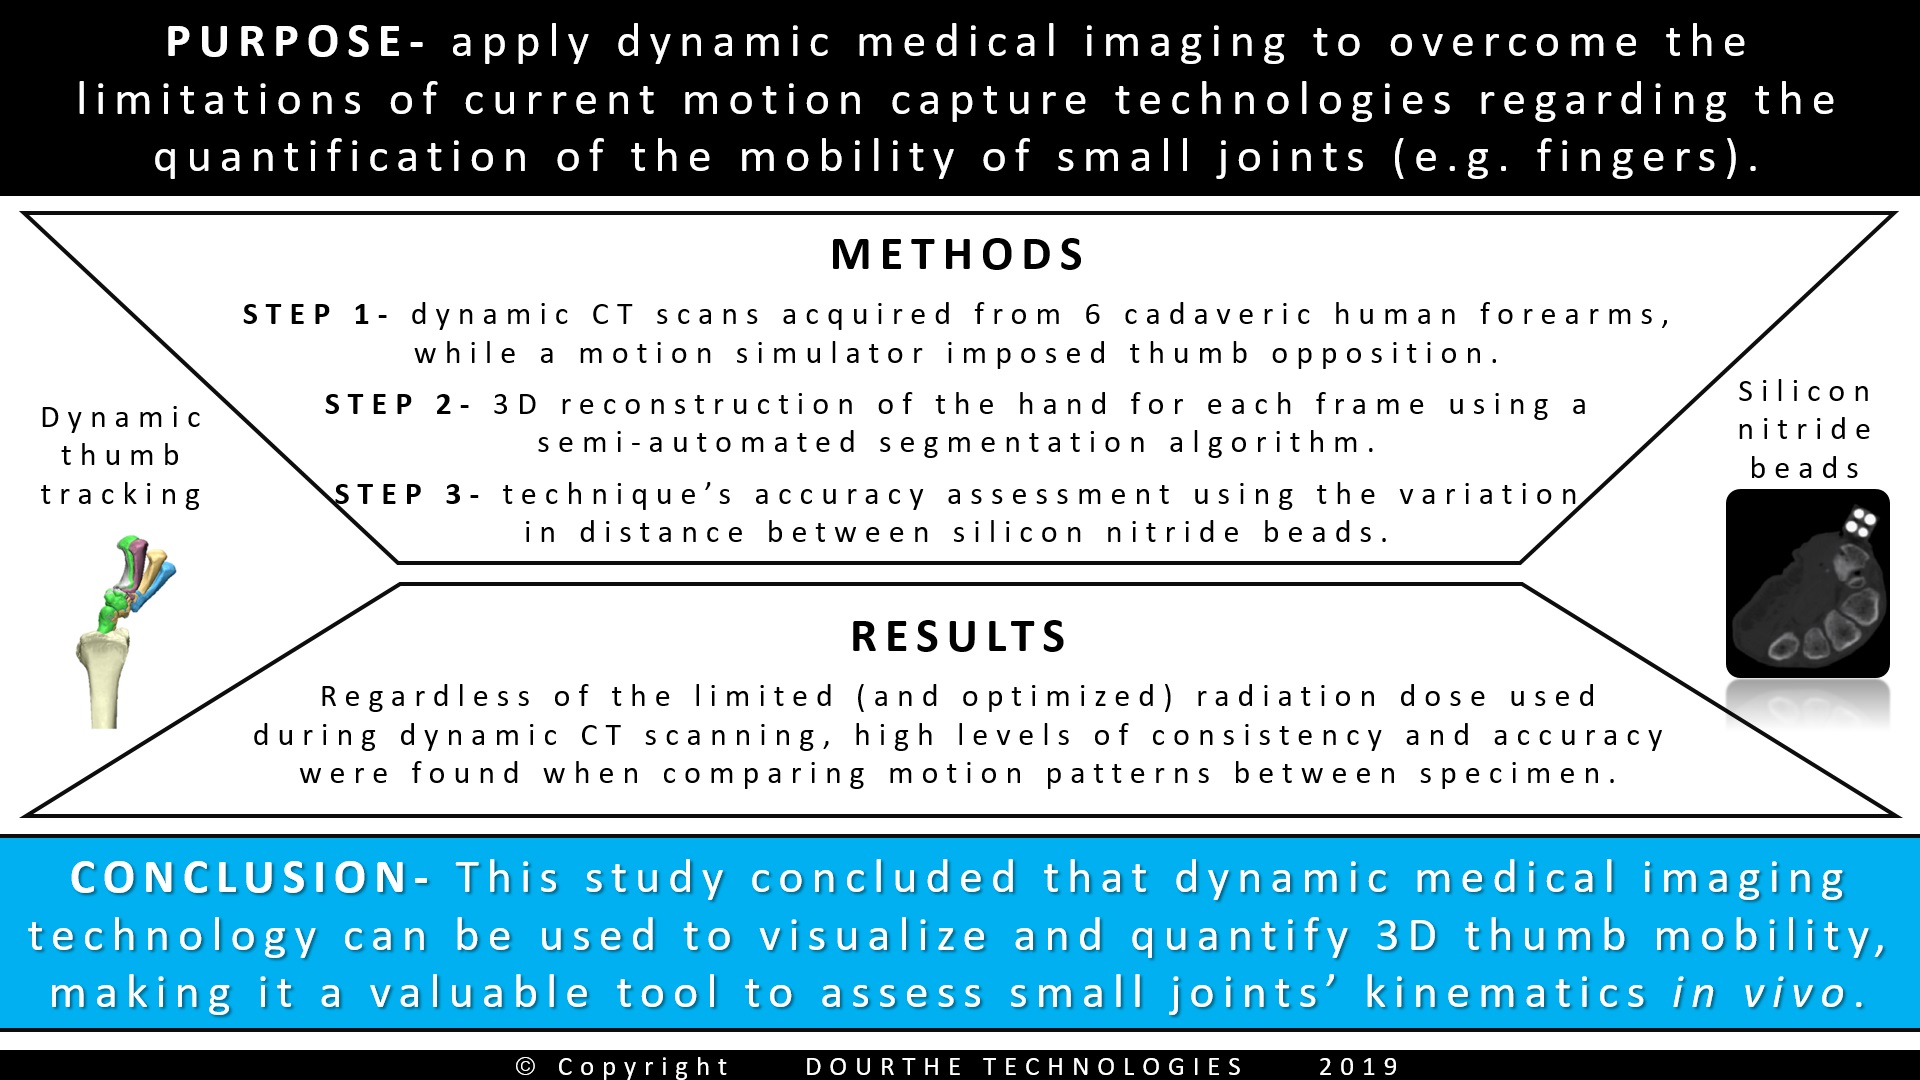 PURPOSE- apply dynamic medical imaging to overcome the
limitations of current motion capture technologies regarding the
quantification of the mobility of small joints (e.g. fingers).
METHODS
STEP 1- dynamic CT scans acquired from 6 cadaveric human forearms,
while a motion simulator imposed thumb opposition.
STEP 2- 3D reconstruction of the hand for each frame using a
semi-automated segmentation algorithm.
STEP 3- technique’s accuracy assessment using the variation
in distance between silicon nitride beads.
Dynamic
thumb
tracking
Silicon
nitride
beads
RESULTS
Regardless of the limited (and optimized) radiation dose used
during dynamic CT scanning, high levels of consistency and accuracy
were found when comparing motion patterns between specimen.
CONCLUSION- This study concluded that dynamic medical imaging
technology can be used to visualize and quantify 3D thumb mobility,
making it a valuable tool to assess small joints’ kinematics in vivo.
© Copyright DOURTHE TECHNOLOGIES 2019